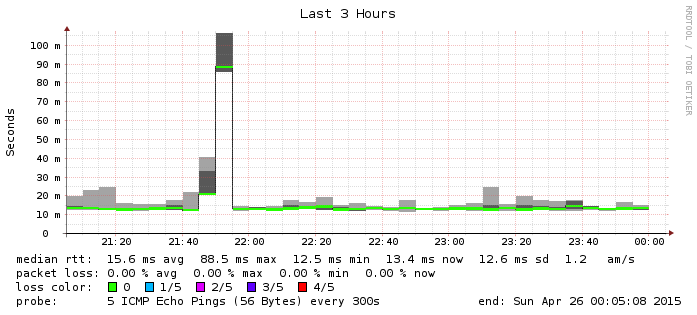 Last 3 Hours
RRDTOOL / TOBI OETIKER
Seconds
100 m
90 m
80 m
70 m
60 m
50 m
40 m
30 m
20 m
10 m
0
21:20 21:40 22:00 22:20 22:40 23:00 23:20 23:40 00:00
median rtt: 15.6 ms avg 88.5 ms max 12.5 ms min 13.4 ms now 12.6 ms sd 1.2 am/s
packet loss: 0.00 % avg 0.00 % max 0.00 % min 0.00 % now
loss color: 0 1/5 2/5 3/5 4/5
probe: 5 ICMP Echo Pings (56 Bytes) every 300s end: Sun Apr 26 00:05:08 2015